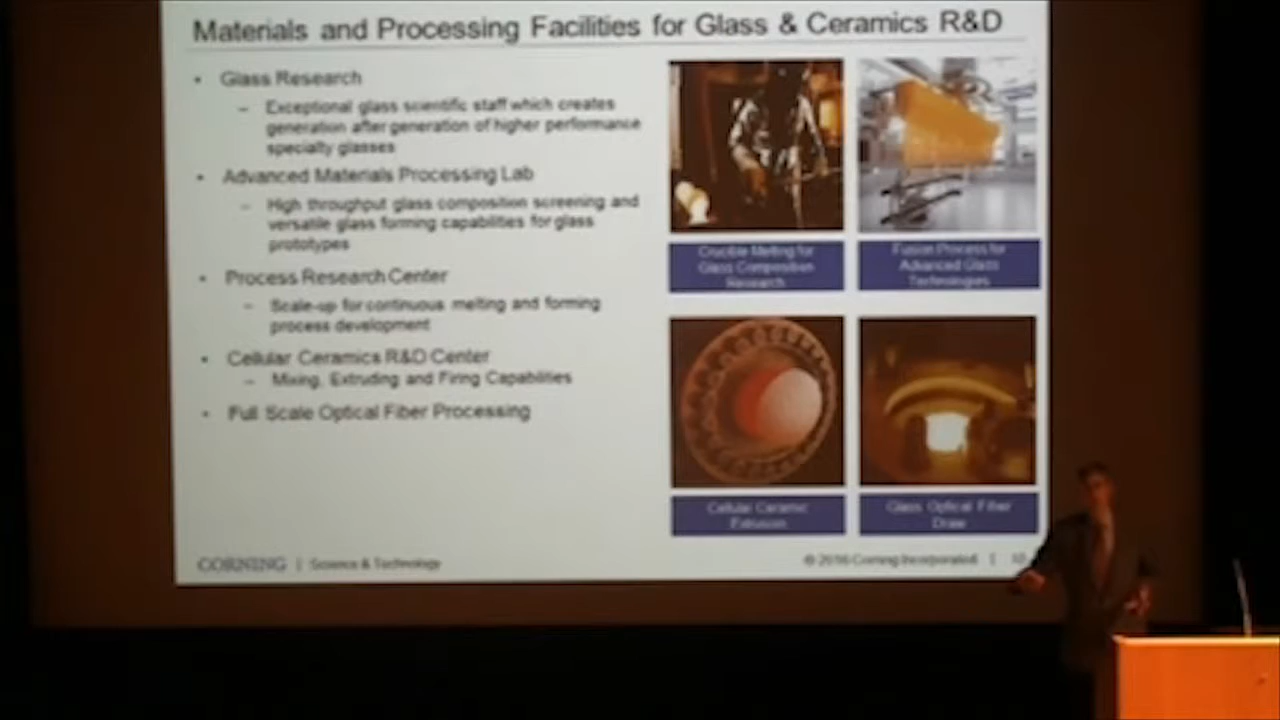 Materials and Processing Facilities for Glass & Ceramics R&D
• Glass Research
– Exceptional glass scientific staff which creates
generation after generation of higher performance
specialty glasses
• Advanced Materials Processing Lab
– High throughput glass composition screening and
versatile glass forming capabilities for glass
prototypes
• Process Research Center
– Scale-up for continuous melting and forming
process development
• Cellular Ceramics R&D Center
– Mixing, Extruding and Firing Capabilities
• Full Scale Optical Fiber Processing
Crucible Melting for
Glass Composition
Research
Fusion Process for
Advanced Glass
Technologies
Cellular Ceramic
Extrusion
Glass Optical Fiber
Draw
CORNING | Science & Technology
© 2016 Corning Incorporated |